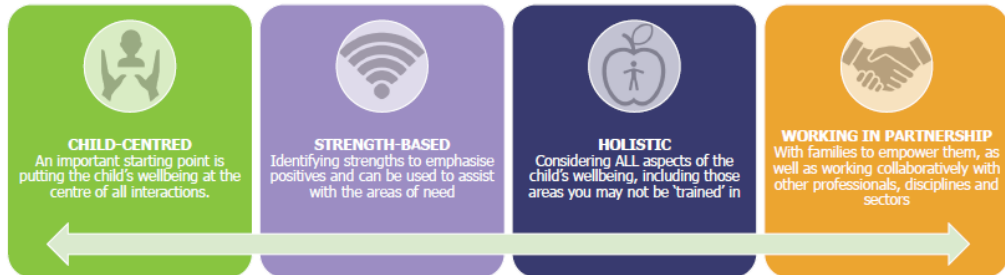 CHILD-CENTRED
An important starting point is
putting the child's wellbeing at the
centre of all interactions.
STRENGTH-BASED
Identifying strengths to emphasise
positives and can be used to assist
with the areas of need
HOLISTIC
Considering ALL aspects of the
child's wellbeing, including those
areas you may not be 'trained' in
WORKING IN PARTNERSHIP
With families to empower them, as
well as working collaboratively with
other professionals, disciplines and
sectors